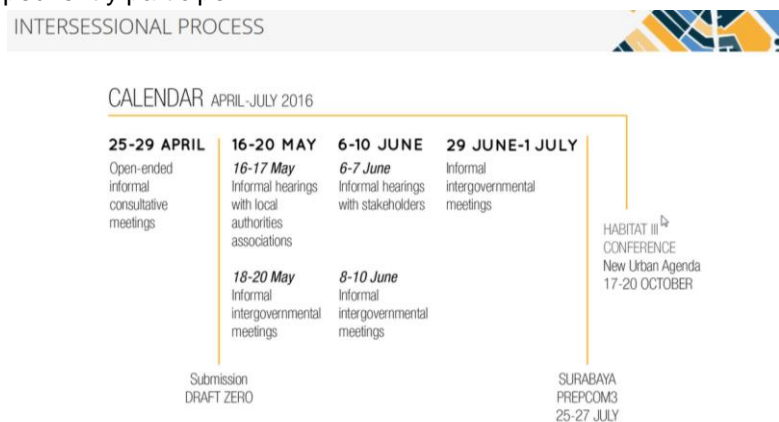 INTERSESSIONAL PROCESS
CALENDAR APRIL-JULY 2016
25-29 APRIL
Open-ended
informal
consultative
meetings
16-20 MAY
16-17 May
Informal hearings
with local
authorities
associations
18-20 May
Informal
intergovernmental
meetings
6-10 JUNE
6-7 June
Informal hearings
with stakeholders
8-10 June
Informal
intergovernmental
meetings
29 JUNE-1 JULY
Informal
intergovernmental
meetings
HABITAT III
CONFERENCE
New Urban Agenda
17-20 OCTOBER
Submission
DRAFT ZERO
SURABAYA
PREPCOM3
25-27 JULY